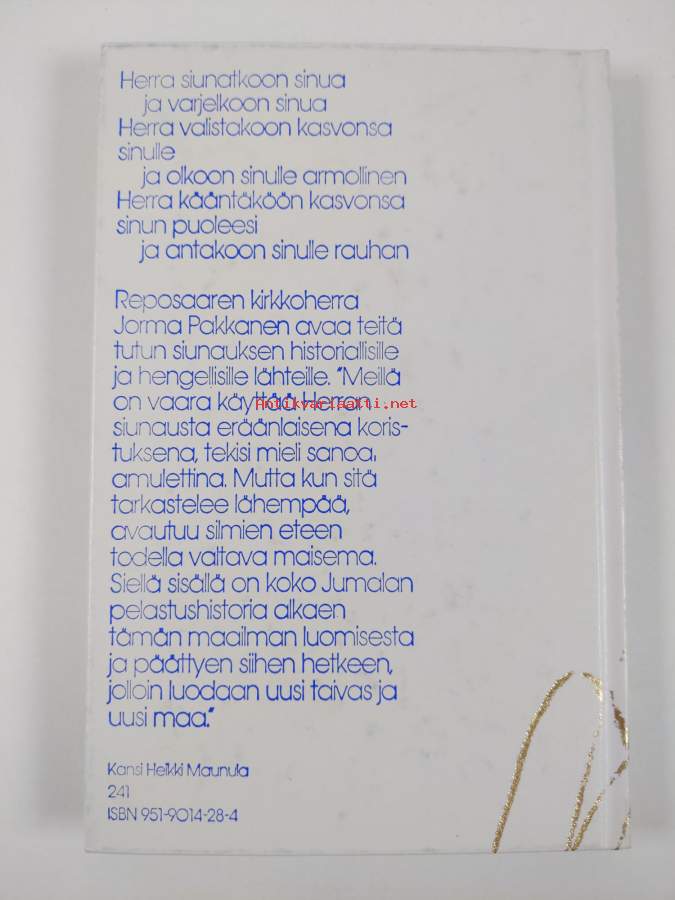 Herra siunatkoon sinua
ja varjelkoon sinua
Herra valistakoon kasvonsa
sinulle
ja olkoon sinulle armollinen
Herra kääntäköön kasvonsa
sinun puoleesi
ja antakoon sinulle rauhan
Reposaaren kirkkoherra
Jorma Pakkanen avaa teitä
tutun siunauksen historiallisille
ja hengellisille lähteille. "Meillä
on vaara käyttää Herran
Antikvariaatti.net
siunausta eräänlaisena koris-
tuksena, tekisi mieli sanoa,
amulettina. Mutta kun sitä
tarkastelee lähempää,
avautuu silmien eteen
todella valtava maisema.
Siellä sisällä on koko Jumalan
pelastushistoria alkaen
tämän maailman luomisesta
ja päättyen siihen hetkeen,
jolloin luodaan uusi taivas ja
uusi maa."
Kansi Heikki Maunula
241
ISBN 951-9014-28-4